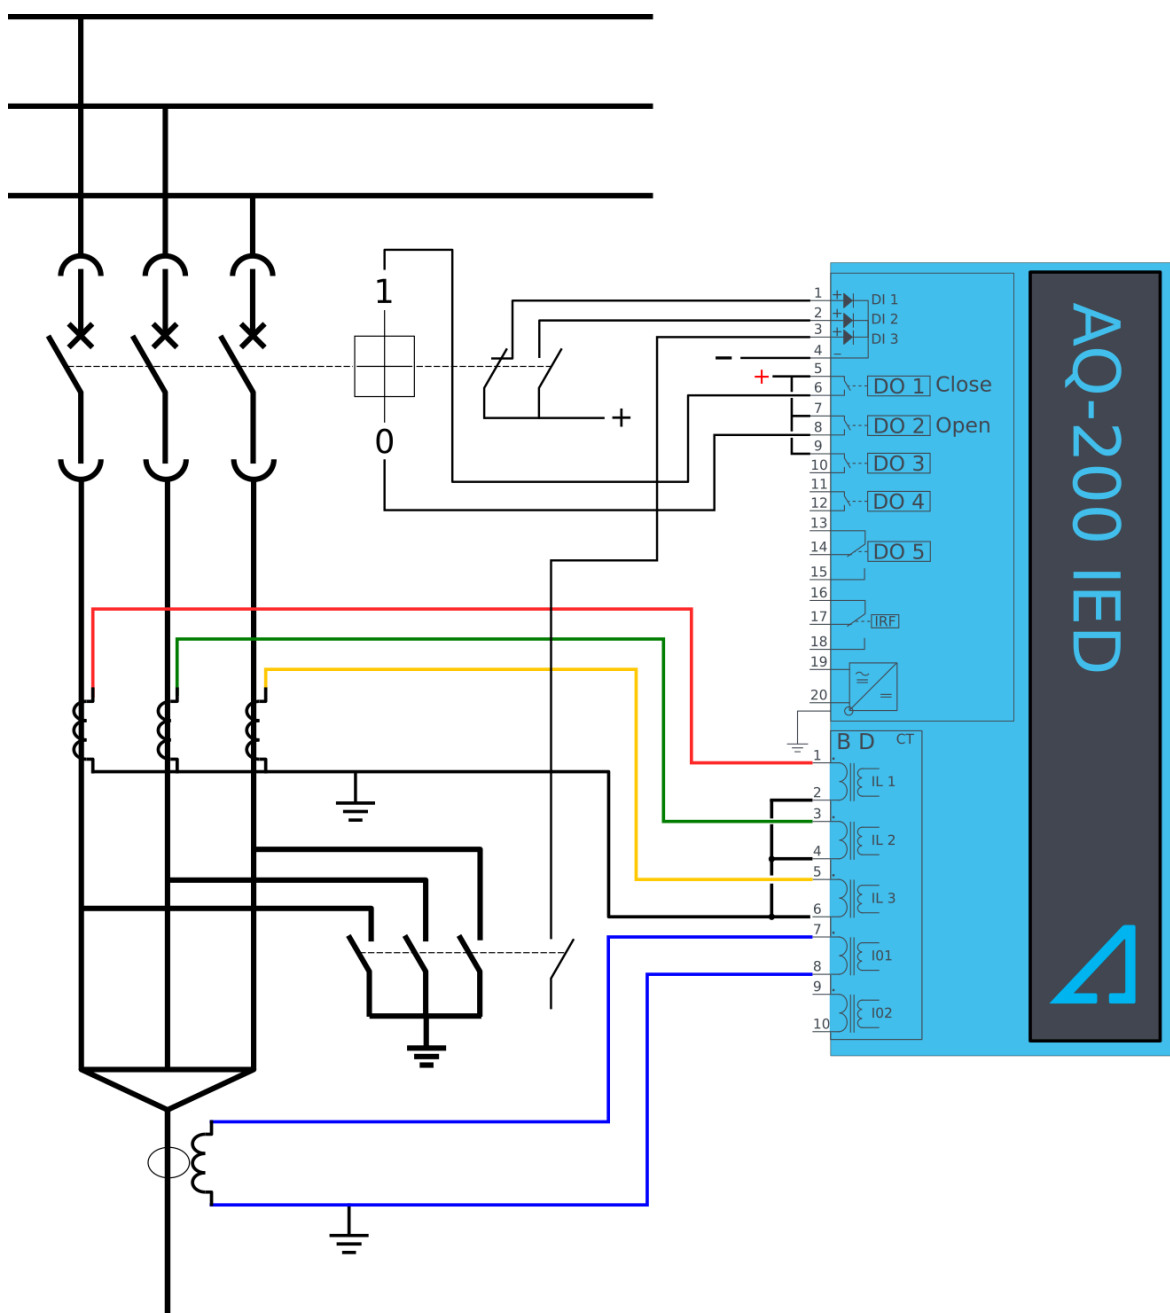 1
0
+
−
+
1
2
3
4
5
6
7
8
9
10
11
12
13
14
15
16
17
18
19
20
+
+
+
−
DI 1
DI 2
DI 3
DO 1 Close
DO 2 Open
DO 3
DO 4
DO 5
IRF
B D CT
1
2
3
4
5
6
7
8
9
10
IL 1
IL 2
IL 3
I01
I02
AQ-200 IED